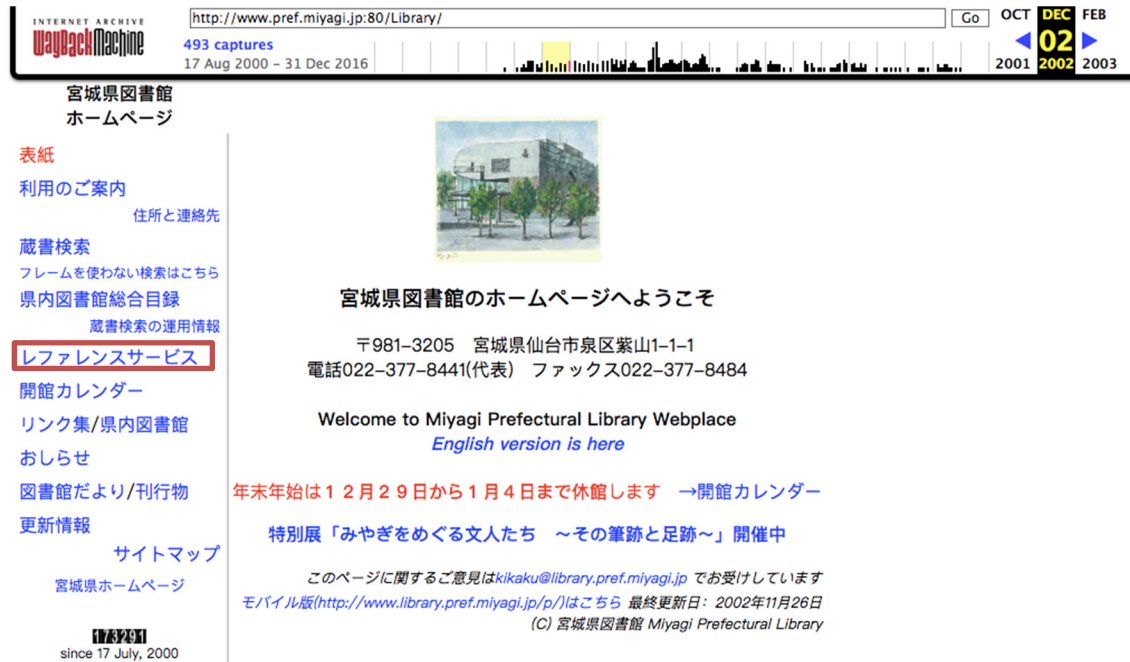 INTERNET ARCHIVE
WayBackMachine
http://www.pref.miyagi.jp:80/Library/
Go
OCT DEC FEB
493 captures
02
17 Aug 2000 – 31 Dec 2016
2001 2002 2003
宮城県図書館
ホームページ
表紙
利用のご案内
住所と連絡先
蔵書検索
フレームを使わない検索はこちら
県内図書館総合目録
蔵書検索の運用情報
レファレンスサービス
開館カレンダー
リンク集/県内図書館
おしらせ
図書館だより/刊行物
更新情報
サイトマップ
宮城県ホームページ
173291
since 17 July, 2000
宮城県図書館のホームページへようこそ
〒981–3205 宮城県仙台市泉区紫山1–1–1
電話022–377–8441(代表) ファックス022–377–8484
Welcome to Miyagi Prefectural Library Webplace
English version is here
年末年始は１２月２９日から１月４日まで休館します →開館カレンダー
特別展「みやぎをめぐる文人たち ～その筆跡と足跡～」開催中
このページに関するご意見はkikaku@library.pref.miyagi.jp でお受けしています
モバイル版(http://www.library.pref.miyagi.jp/p/)はこちら 最終更新日: 2002年11月26日
(C) 宮城県図書館 Miyagi Prefectural Library